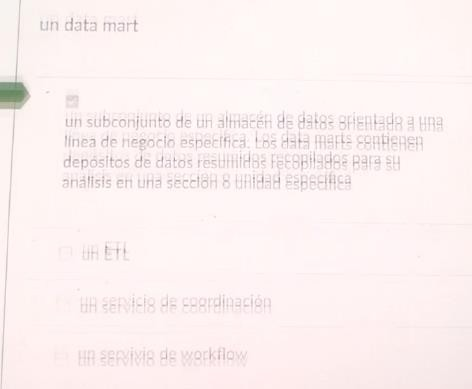 un data mart
un subconjunto de un almacén de datos orientado a una
línea de negocio específica. Los data marts contienen
depósitos de datos resumidos recopilados para su
análisis en una sección o unidad específica
un ETL
un servicio de coordinación
un servivio de workflow